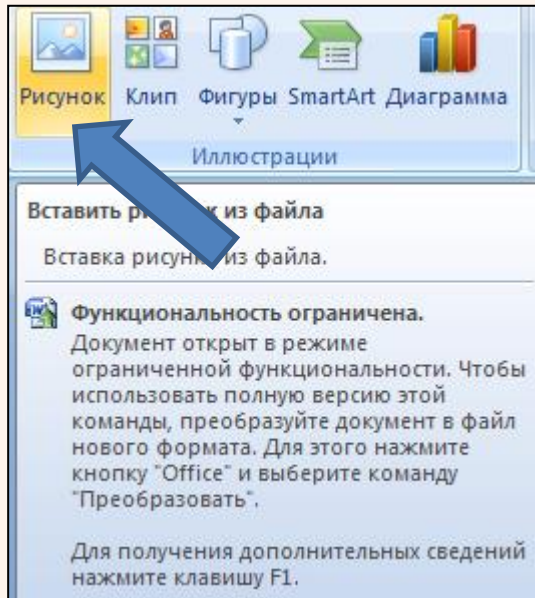 Рисунок Клип Фигуры SmartArt Диаграмма
Иллюстрации
Вставить из файла
Вставка рисунка из файла.
Функциональность ограничена.
Документ открыт в режиме
ограниченной функциональности. Чтобы
использовать полную версию этой
команды, преобразуйте документ в файл
нового формата. Для этого нажмите
кнопку "Office" и выберите команду
"Преобразовать".
Для получения дополнительных сведений
нажмите клавишу F1.